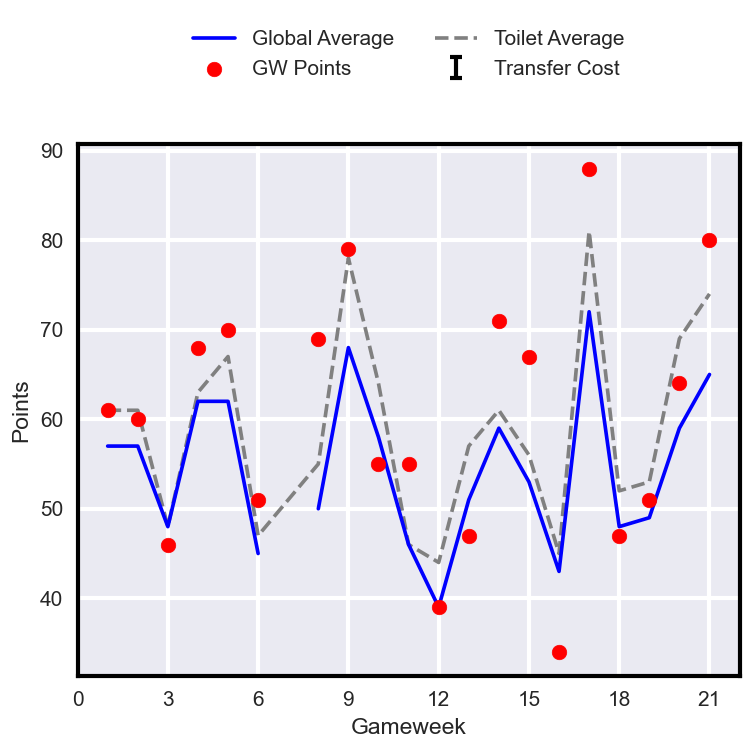 Global Average
GW Points
Toilet Average
Transfer Cost
90
80
70
60
50
40
Points
0 3 6 9 12 15 18 21
Gameweek